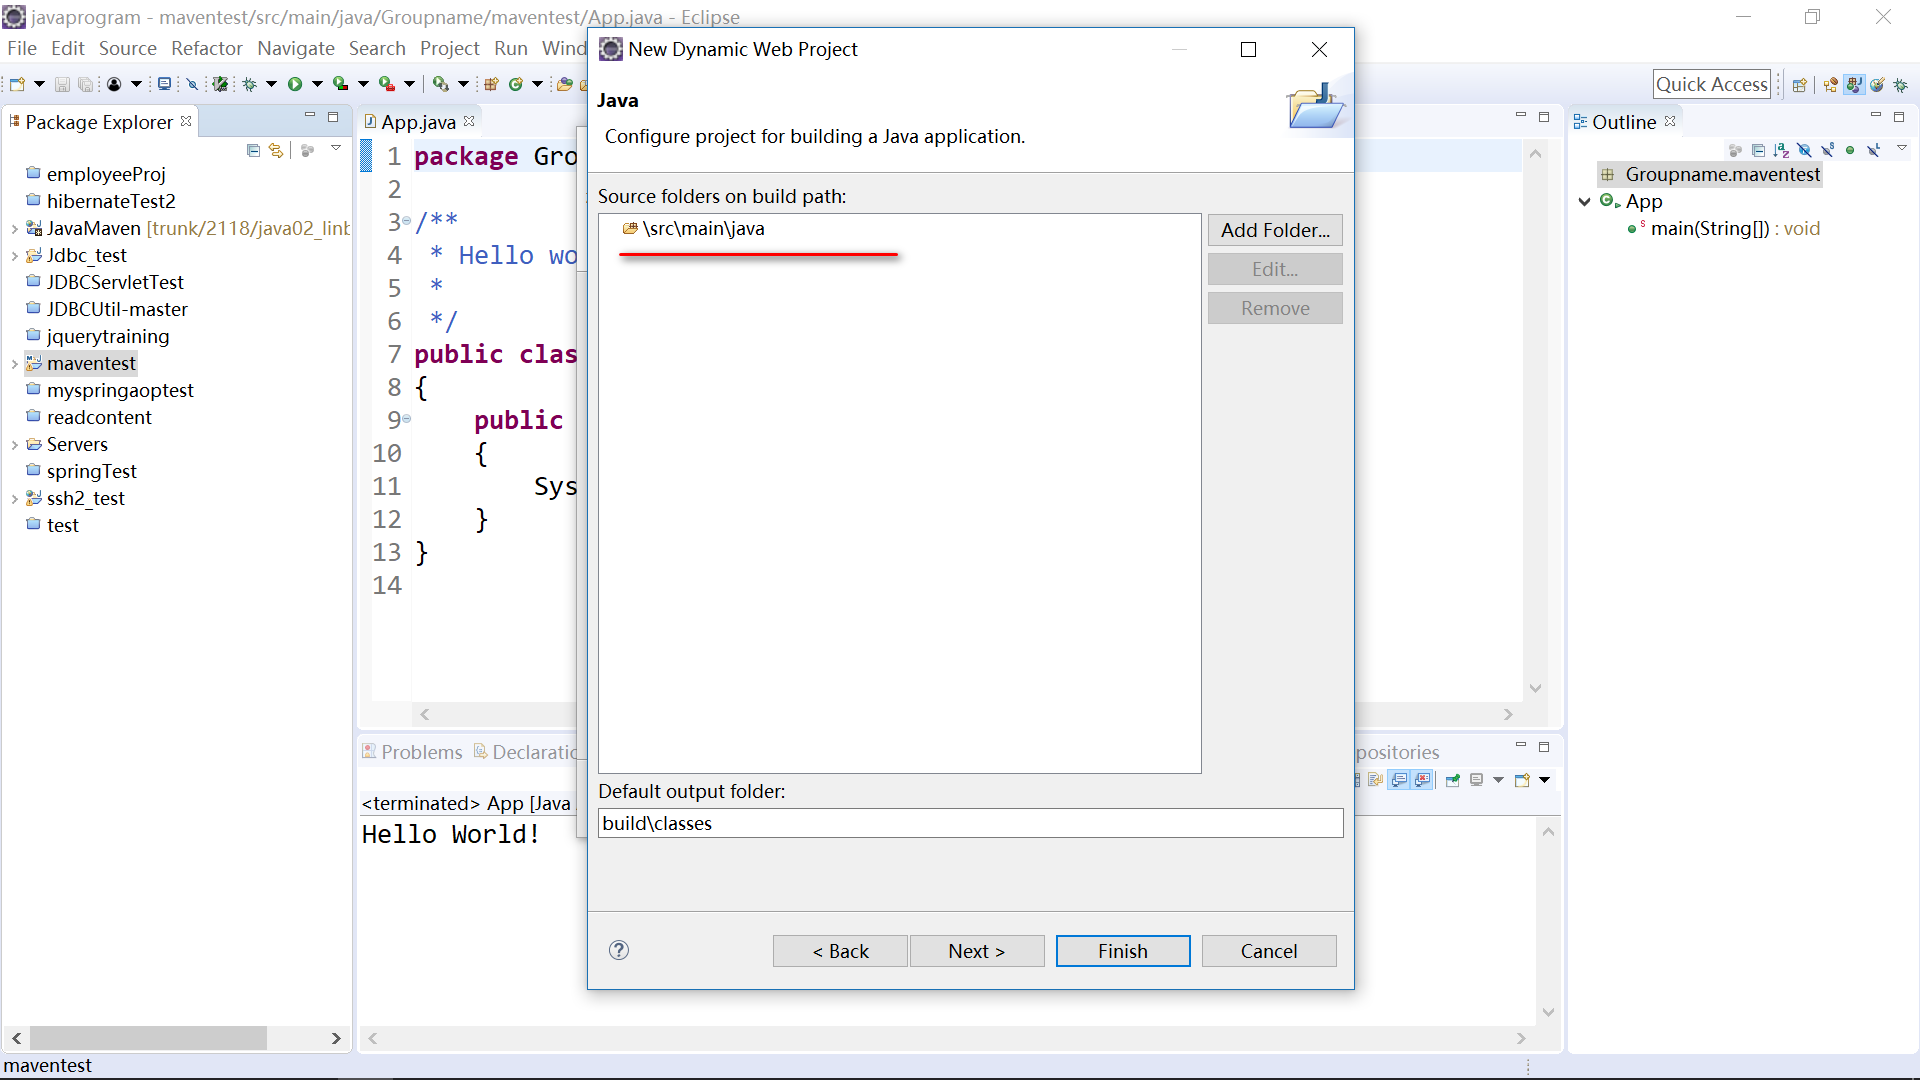 javaprogram - maventest/src/main/java/Groupname/maventest/App.java - Eclipse
File Edit Source Refactor Navigate Search Project Run Wind
Quick Access
Package Explorer
employeeProj
hibernateTest2
JavaMaven [trunk/2118/java02_linb
Jdbc_test
JDBCServletTest
JDBCUtil-master
jquerytraining
maventest
myspringaoptest
readcontent
Servers
springTest
ssh2_test
test
App.java
1 package Gro
2
3 /**
4 * Hello wo
5 *
6 */
7 public clas
8 {
9 public
10 {
11 Sys
12 }
13 }
14
New Dynamic Web Project
Java
Configure project for building a Java application.
Source folders on build path:
\src\main\java
Add Folder...
Edit...
Remove
Default output folder:
build\classes
< Back Next > Finish Cancel
Outline
Groupname.maventest
App
main(String[]) : void
Problems Declaratio
positories
<terminated> App [Java
Hello World!
maventest